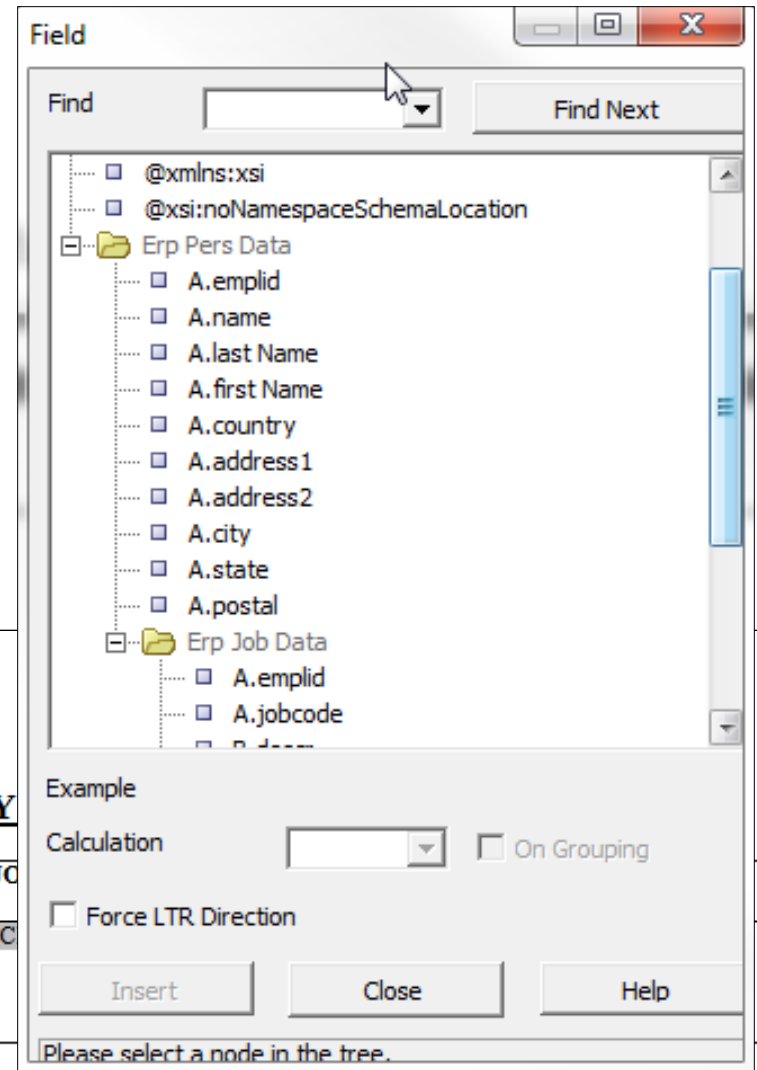 Field
Find
Find Next
@xmlns:xsi
@xsi:noNamespaceSchemaLocation
Erp Pers Data
A.emplid
A.name
A.last Name
A.first Name
A.country
A.address1
A.address2
A.city
A.state
A.postal
Erp Job Data
A.emplid
A.jobcode
Example
Y
Calculation
On Grouping
C
Force LTR Direction
Insert
Close
Help
Please select a node in the tree.